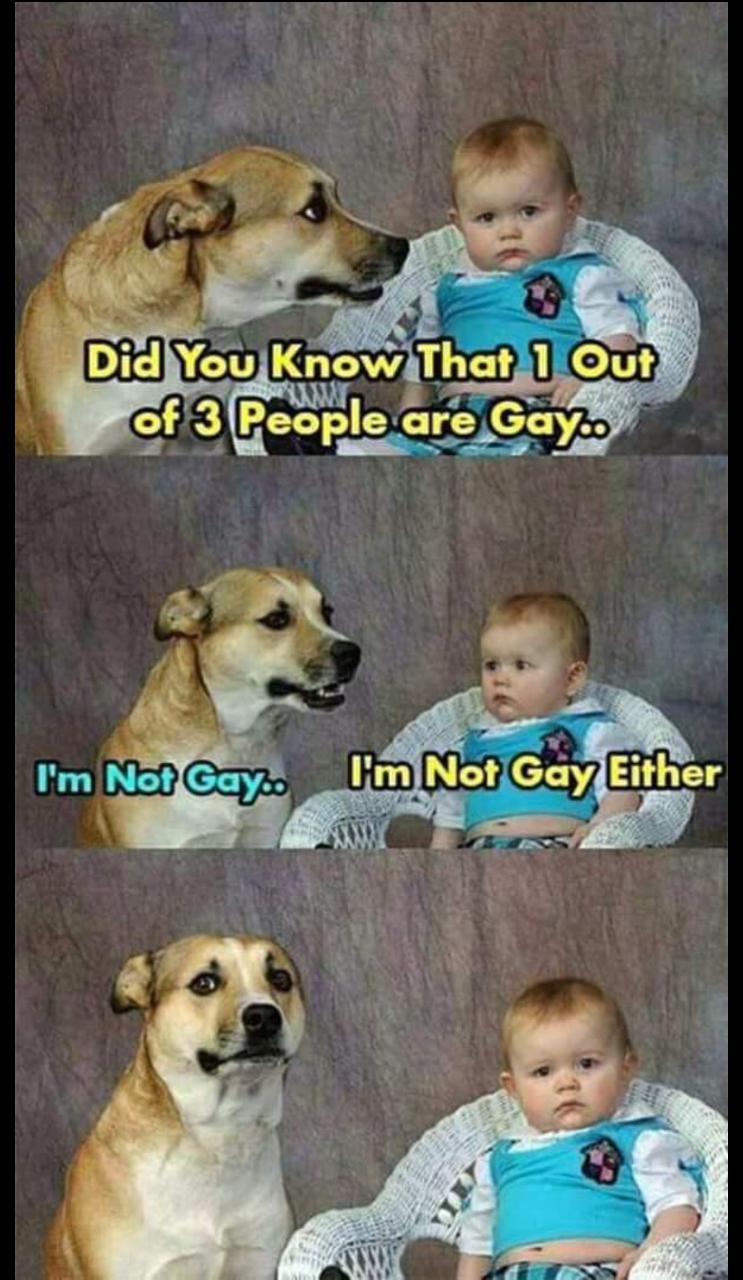 Did You Know That 1 Out
of 3 People are Gay..
I'm Not Gay..
I'm Not Gay Either